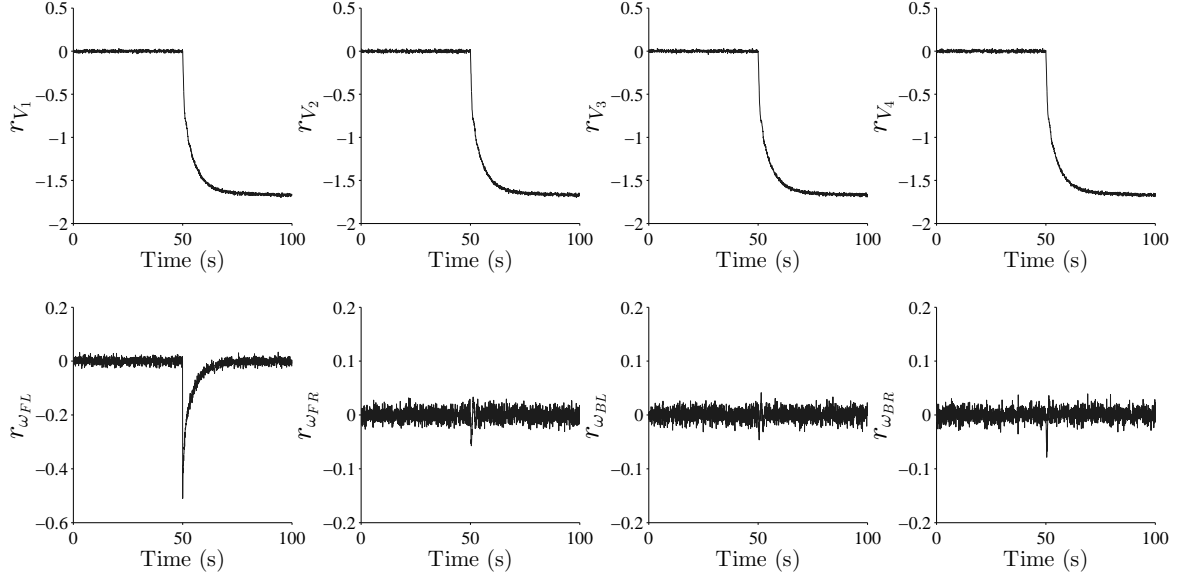 0.5 0.5 0.5 0.5
0 0 0 0
−0.5 −0.5 −0.5 −0.5
r_{V_1} r_{V_2} r_{V_3} r_{V_4}
−1 −1 −1 −1
−1.5 −1.5 −1.5 −1.5
−2 −2 −2 −2
0 50 100 0 50 100 0 50 100 0 50 100
Time (s) Time (s) Time (s) Time (s)
0.2 0.2 0.2 0.2
0 0.1 0.1 0.1
r_{ω_{FL}} r_{ω_{FR}} r_{ω_{BL}} r_{ω_{BR}}
−0.2 0 0 0
−0.4 −0.1 −0.1 −0.1
−0.6 −0.2 −0.2 −0.2
0 50 100 0 50 100 0 50 100 0 50 100
Time (s) Time (s) Time (s) Time (s)